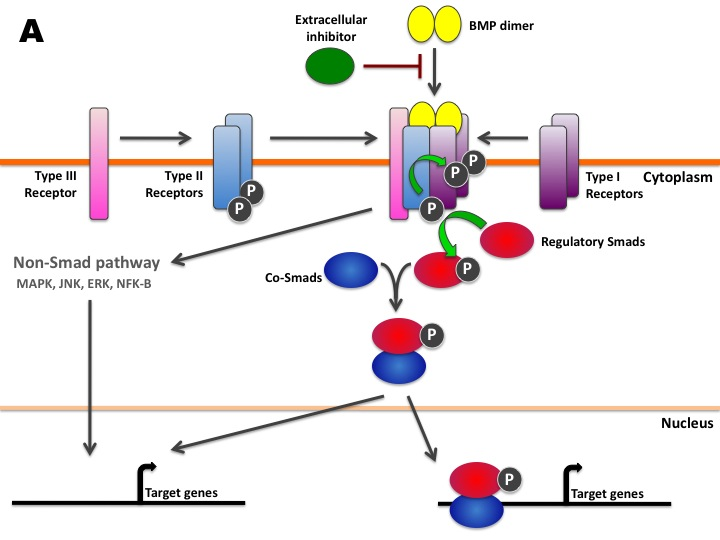 A
Extracellular
inhibitor
BMP dimer
Type III
Receptor
Type II
Receptors
P
P
P
P
P
Type I
Receptors
Cytoplasm
Regulatory Smads
Non-Smad pathway
MAPK, JNK, ERK, NFK-B
Co-Smads
P
P
Nucleus
Target genes
P
Target genes